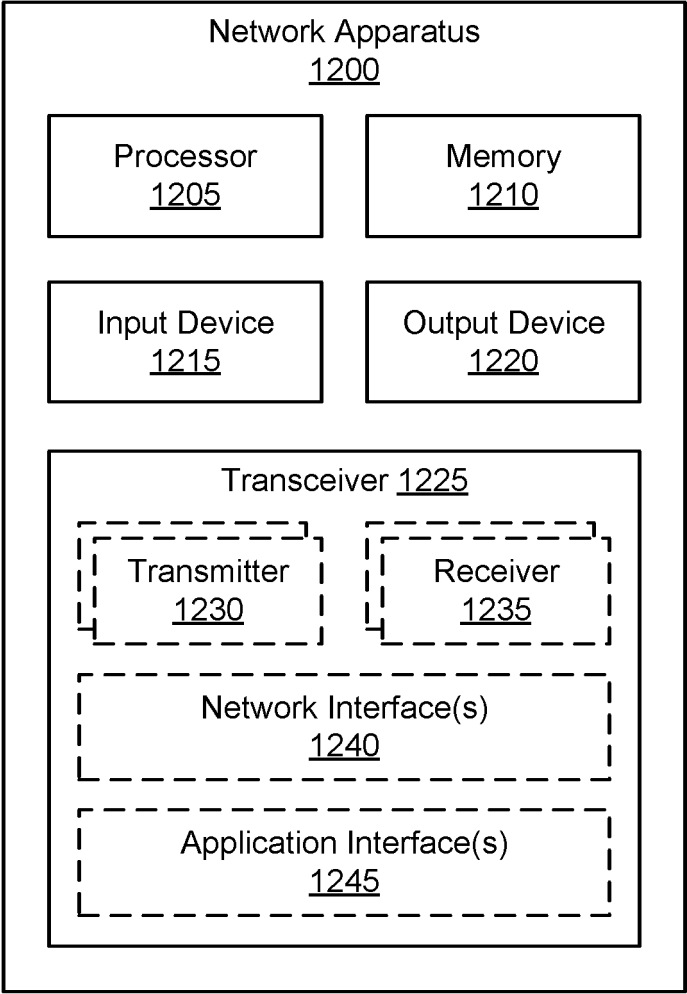 Network Apparatus
1200
Processor
1205
Memory
1210
Input Device
1215
Output Device
1220
Transceiver 1225
Transmitter
1230
Receiver
1235
Network Interface(s)
1240
Application Interface(s)
1245